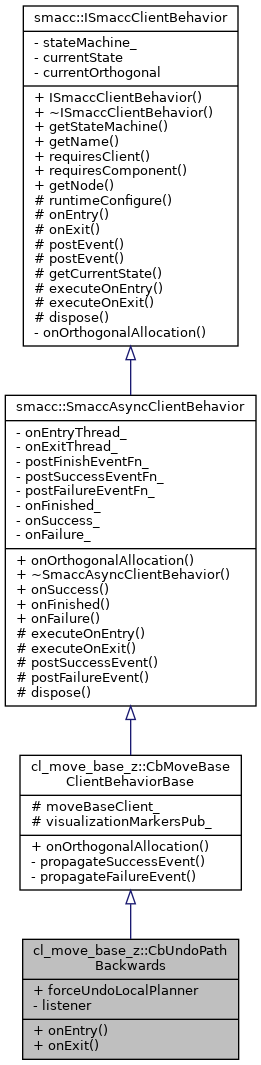 smacc::ISmaccClientBehavior
- stateMachine_
- currentState
- currentOrthogonal
+ ISmaccClientBehavior()
+ ~ISmaccClientBehavior()
+ getStateMachine()
+ getName()
+ requiresClient()
+ requiresComponent()
+ getNode()
# runtimeConfigure()
# onEntry()
# onExit()
# postEvent()
# postEvent()
# getCurrentState()
# executeOnEntry()
# executeOnExit()
# dispose()
- onOrthogonalAllocation()
smacc::SmaccAsyncClientBehavior
- onEntryThread_
- onExitThread_
- postFinishEventFn_
- postSuccessEventFn_
- postFailureEventFn_
- onFinished_
- onSuccess_
- onFailure_
+ onOrthogonalAllocation()
+ ~SmaccAsyncClientBehavior()
+ onSuccess()
+ onFinished()
+ onFailure()
# executeOnEntry()
# executeOnExit()
# postSuccessEvent()
# postFailureEvent()
# dispose()
cl_move_base_z::CbMoveBase
ClientBehaviorBase
# moveBaseClient_
# visualizationMarkersPub_
+ onOrthogonalAllocation()
- propagateSuccessEvent()
- propagateFailureEvent()
cl_move_base_z::CbUndoPath
Backwards
+ forceUndoLocalPlanner
- listener
+ onEntry()
+ onExit()